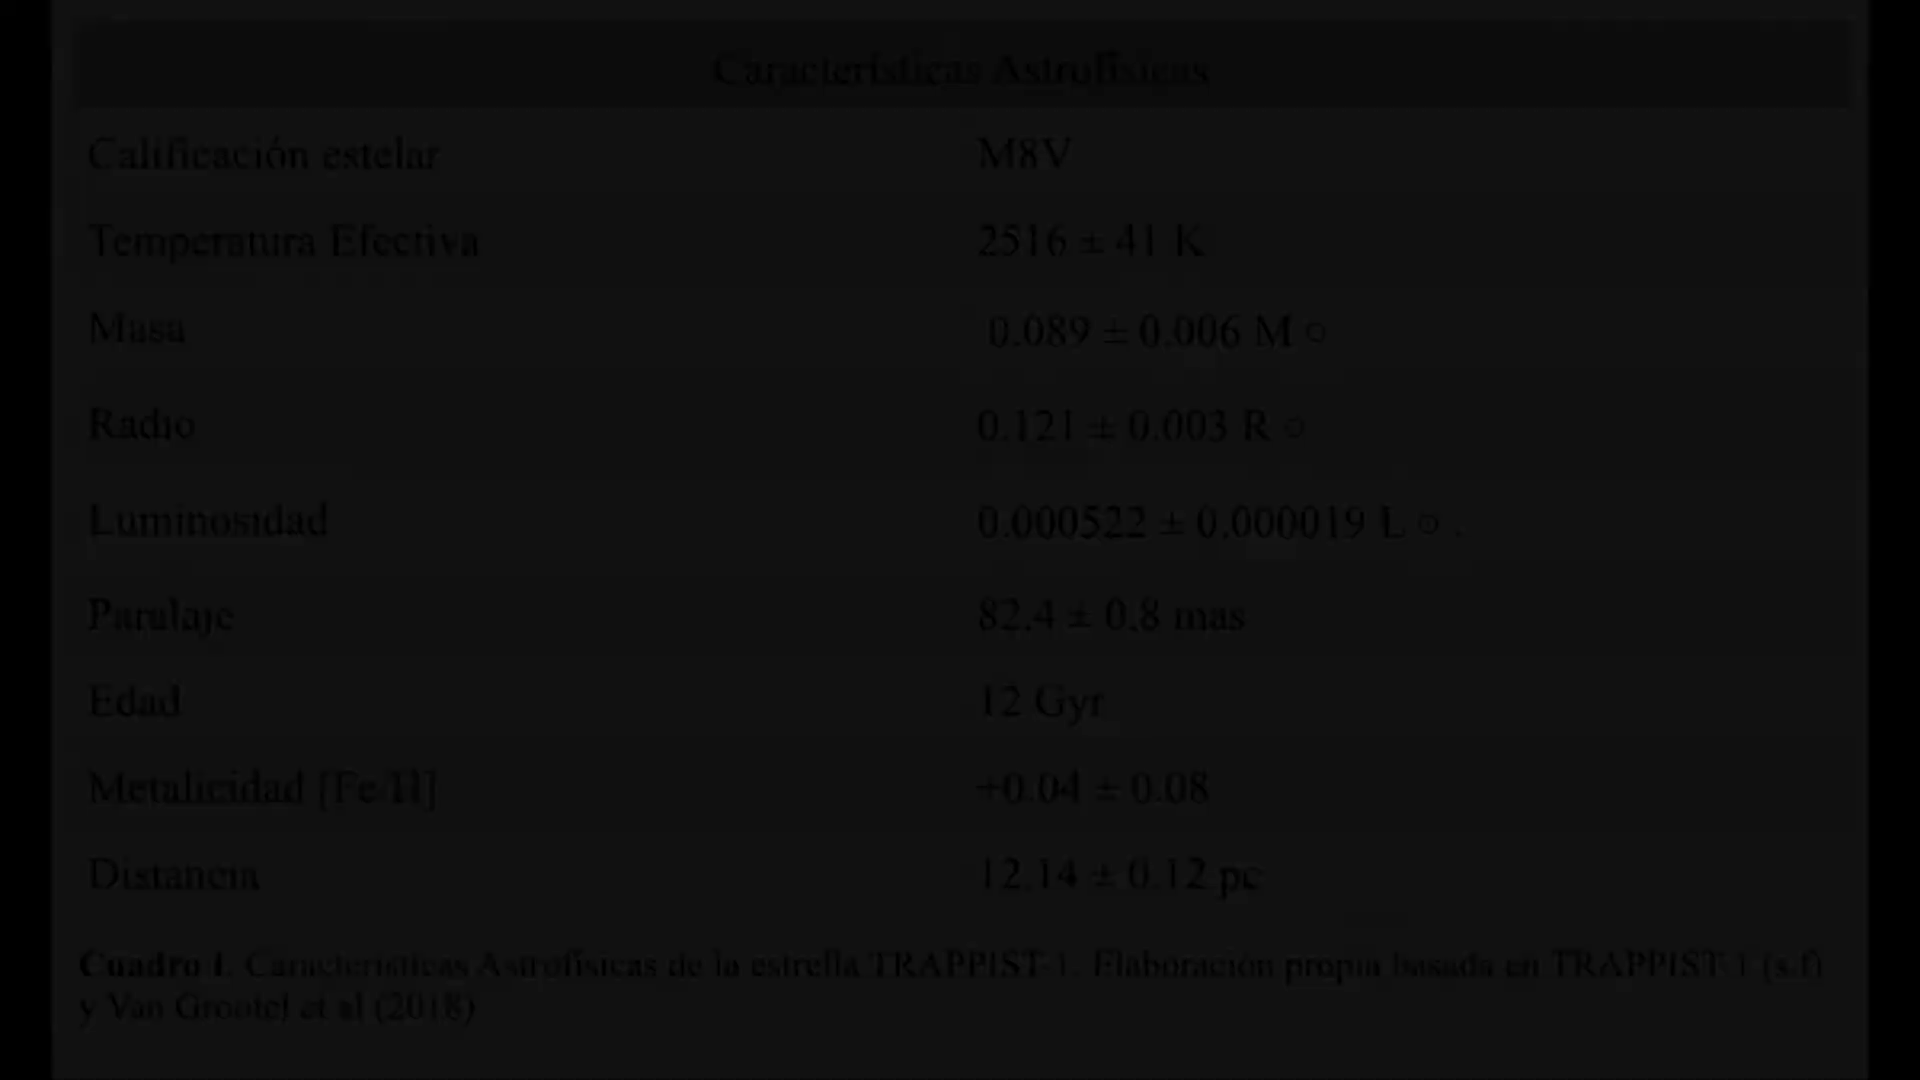 Características Astrofísicas
Calificación estelar M8V
Temperatura Efectiva 2516 ± 41 K
Masa 0.089 ± 0.006 M ○
Radio 0.121 ± 0.003 R ○
Luminosidad 0.000522 ± 0.000019 L ○ .
Paralaje 82.4 ± 0.8 mas
Edad 12 Gyr
Metalicidad [Fe/H] +0.04 ± 0.08
Distancia 12.14 ± 0.12 pc
Cuadro I. Características Astrofísicas de la estrella TRAPPIST-1. Elaboración propia basada en TRAPPIST-1 (s.f)
y Van Grootel et al (2018)